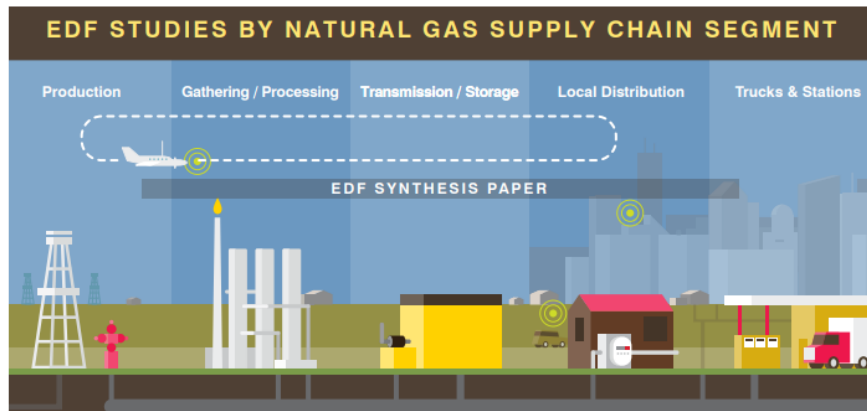 EDF STUDIES BY NATURAL GAS SUPPLY CHAIN SEGMENT
Production
Gathering / Processing
Transmission / Storage
Local Distribution
Trucks & Stations
EDF SYNTHESIS PAPER